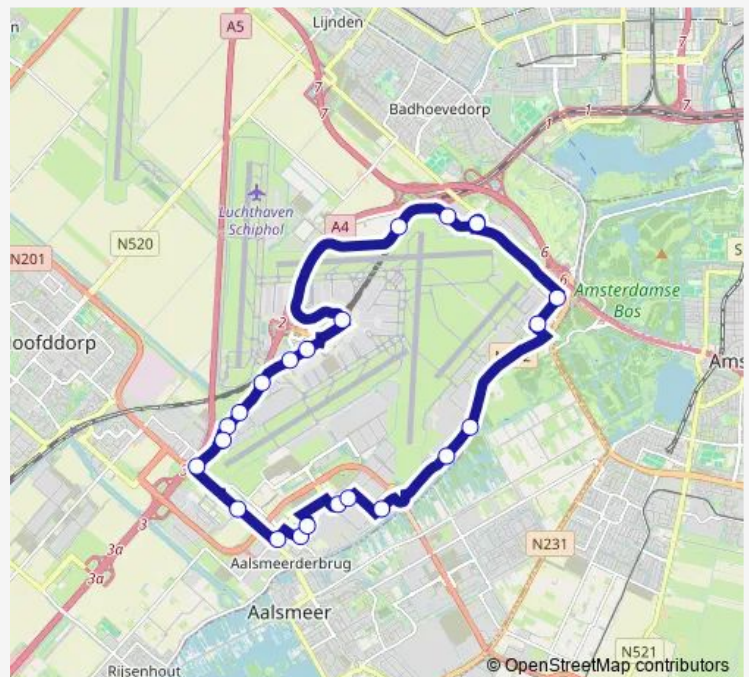 Lijnden
A5
7
7
Badhoevedorp
1
1
7
7
Luchthaven
Schiphol
A4
N201
N520
6
6
S
Amsterdamse
Bos
2
oofddorp
Ams
3
3a
3a
N231
Aalsmeerderbrug
Aalsmeer
N521
Rijsenhout
© OpenStreetMap contributors